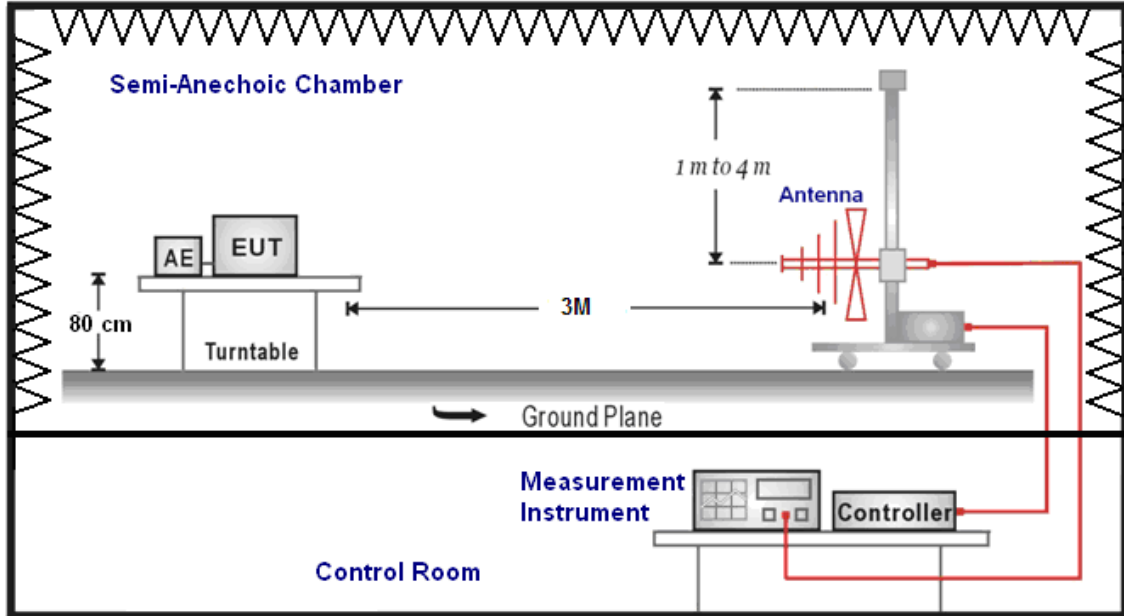 Semi-Anechoic Chamber
1 m to 4 m
Antenna
AE
EUT
80 cm
3M
Turntable
Ground Plane
Measurement
Instrument
Controller
Control Room